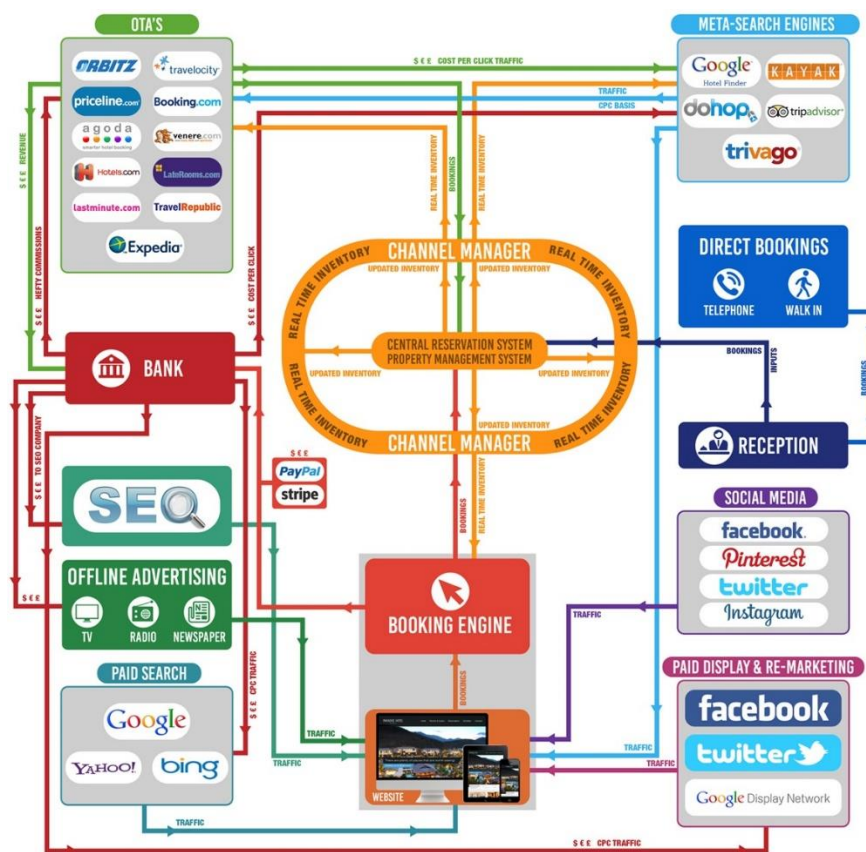 OTA'S
ORBITZ
travelocity
priceline.com
Booking.com
agoda
smarter hotel booking
venere.com
Hotels.com
LateRooms.com
lastminute.com
TravelRepublic
Expedia
META-SEARCH ENGINES
Google
Hotel Finder
KAYAK
dohop
tripadvisor
trivago
$ € £ COST PER CLICK TRAFFIC
TRAFFIC
CPC BASIS
$ € £ REVENUE
$ € £ HEFTY COMMISSIONS
$ € £ COST PER CLICK
REAL TIME INVENTORY
BOOKINGS
REAL TIME INVENTORY
DIRECT BOOKINGS
TELEPHONE
WALK IN
BOOKINGS
CHANNEL MANAGER
REAL TIME INVENTORY
REAL TIME INVENTORY
UPDATED INVENTORY
UPDATED INVENTORY
CENTRAL RESERVATION SYSTEM
PROPERTY MANAGEMENT SYSTEM
UPDATED INVENTORY
UPDATED INVENTORY
REAL TIME INVENTORY
REAL TIME INVENTORY
UPDATED INVENTORY
CHANNEL MANAGER
BOOKINGS
INPUTS
RECEPTION
BANK
$ € £ TO SEO COMPANY
$ € £
PayPal
stripe
SEO
BOOKINGS
REAL TIME INVENTORY
OFFLINE ADVERTISING
TV
RADIO
NEWSPAPER
$ € £
BOOKING ENGINE
SOCIAL MEDIA
facebook
Pinterest
twitter
Instagram
TRAFFIC
PAID SEARCH
Google
YAHOO!
bing
$ € £ CPC TRAFFIC
BOOKINGS
TRAFFIC
TRAFFIC
WEBSITE
TRAFFIC
TRAFFIC
PAID DISPLAY & RE-MARKETING
facebook
twitter
Google Display Network
TRAFFIC
$ € £ CPC TRAFFIC